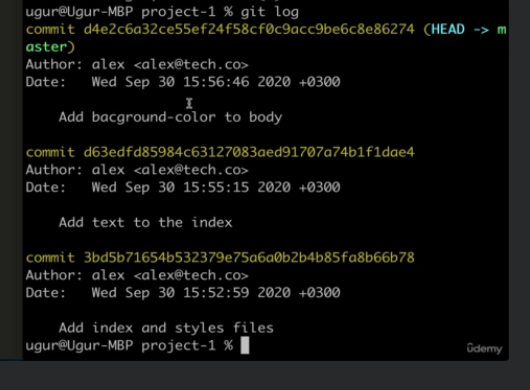 ugur@Ugur-MBP project-1 % git log
commit d4e2c6a32ce55ef24f58cf0c9acc9be6c8e86274 (HEAD -> m
aster)
Author: alex <alex@tech.co>
Date:   Wed Sep 30 15:56:46 2020 +0300
    Add bacground-color to body
commit d63edfd85984c63127083aed91707a74b1f1dae4
Author: alex <alex@tech.co>
Date:   Wed Sep 30 15:55:15 2020 +0300
    Add text to the index
commit 3bd5b71654b532379e75a6a0b2b4b85fa8b66b78
Author: alex <alex@tech.co>
Date:   Wed Sep 30 15:52:59 2020 +0300
    Add index and styles files
ugur@Ugur-MBP project-1 %
ûdemy